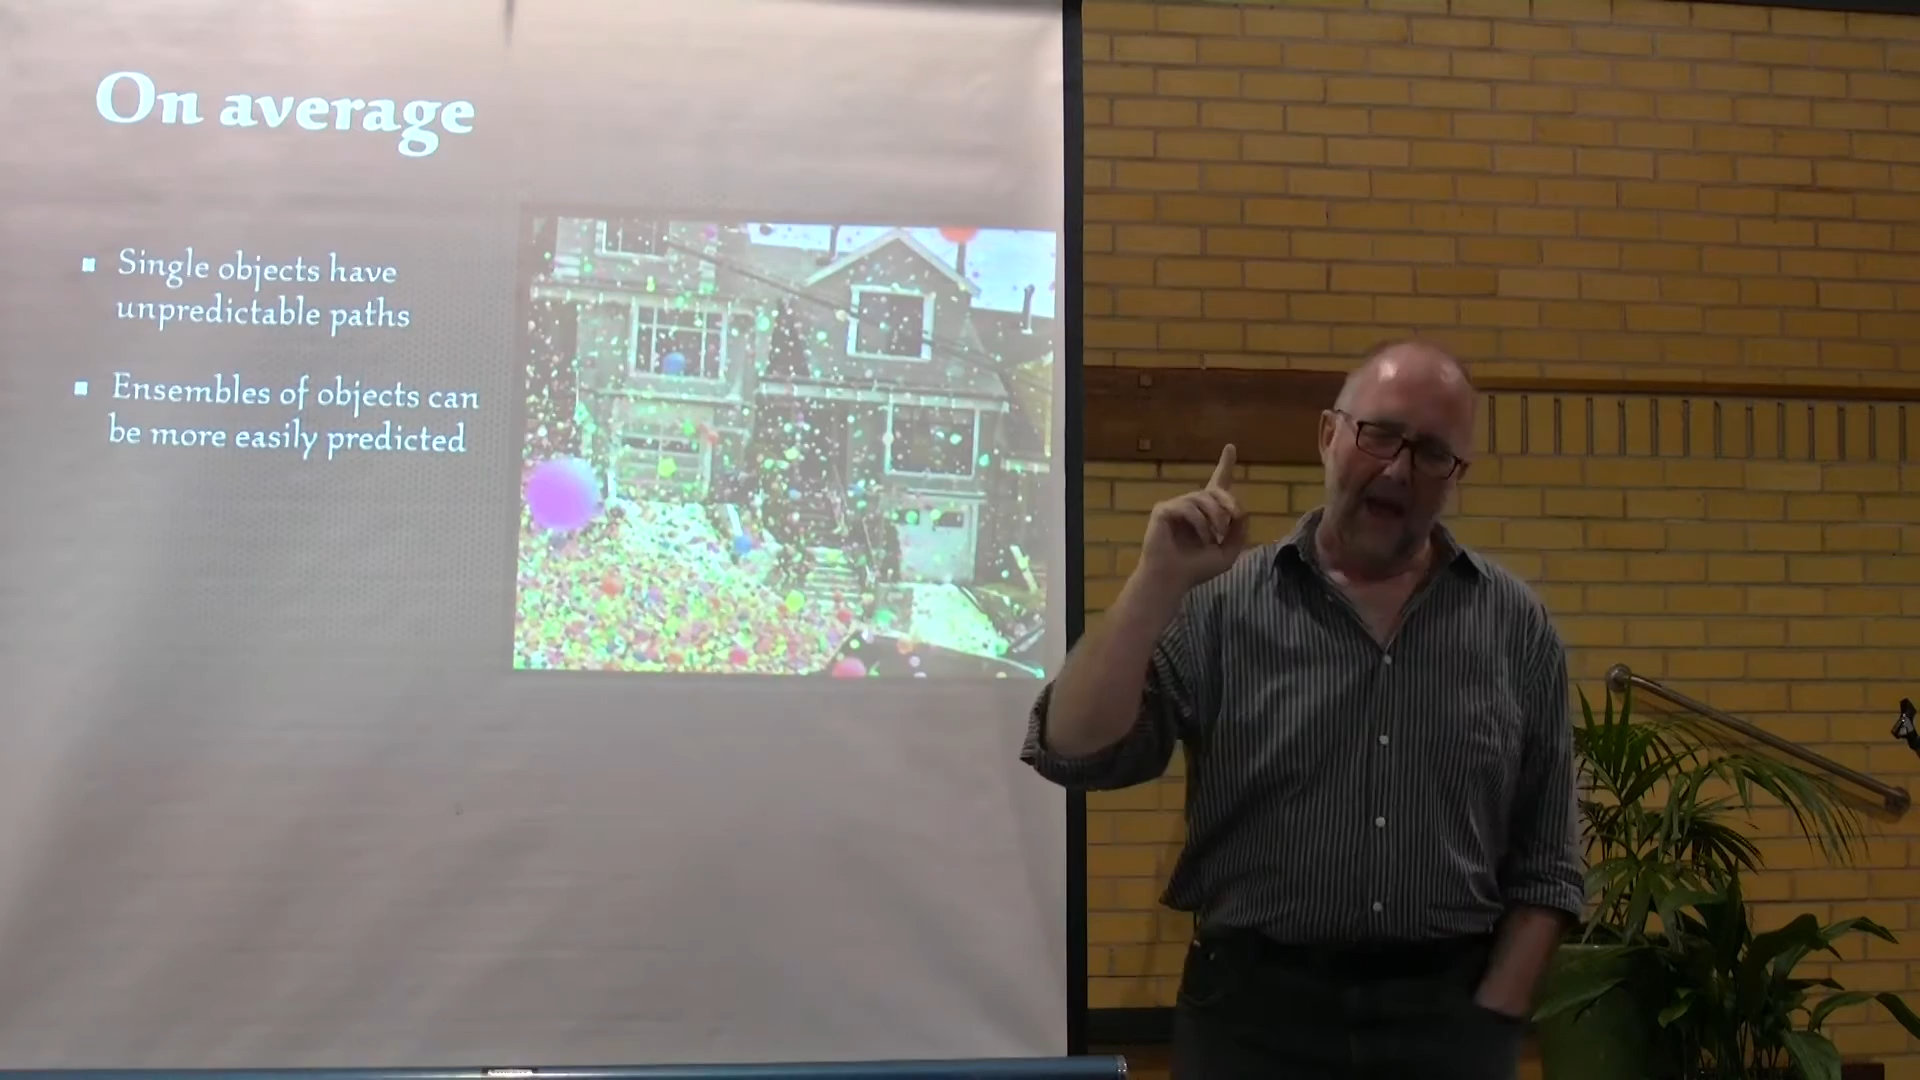 On average
Single objects have
unpredictable paths
Ensembles of objects can
be more easily predicted